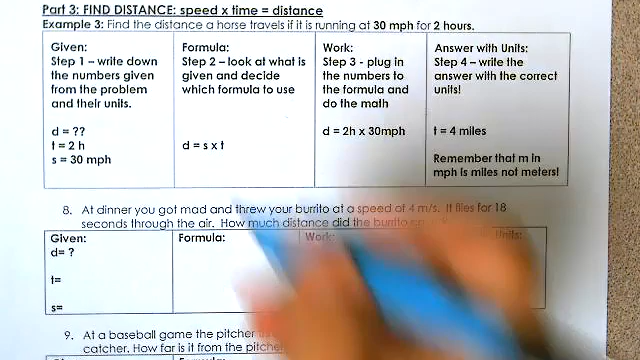 Part 3: FIND DISTANCE: speed x time = distance
Example 3: Find the distance a horse travels if it is running at 30 mph for 2 hours.
Given:
Step 1 – write down
the numbers given
from the problem
and their units.
d = ??
t = 2 h
s = 30 mph
Formula:
Step 2 – look at what is
given and decide
which formula to use
d = s x t
Work:
Step 3 - plug in
the numbers to
the formula and
do the math
d = 2h x 30mph
Answer with Units:
Step 4 – write the
answer with the correct
units!
t = 4 miles
Remember that m in
mph is miles not meters!
8. At dinner you got mad and threw your burrito at a speed of 4 m/s. It flies for 18
seconds through the air. How much distance did the burrito
Given:
d= ?
t=
s=
Formula:
Work:
Units:
9. At a baseball game the pitcher
catcher. How far is it from the pitcher